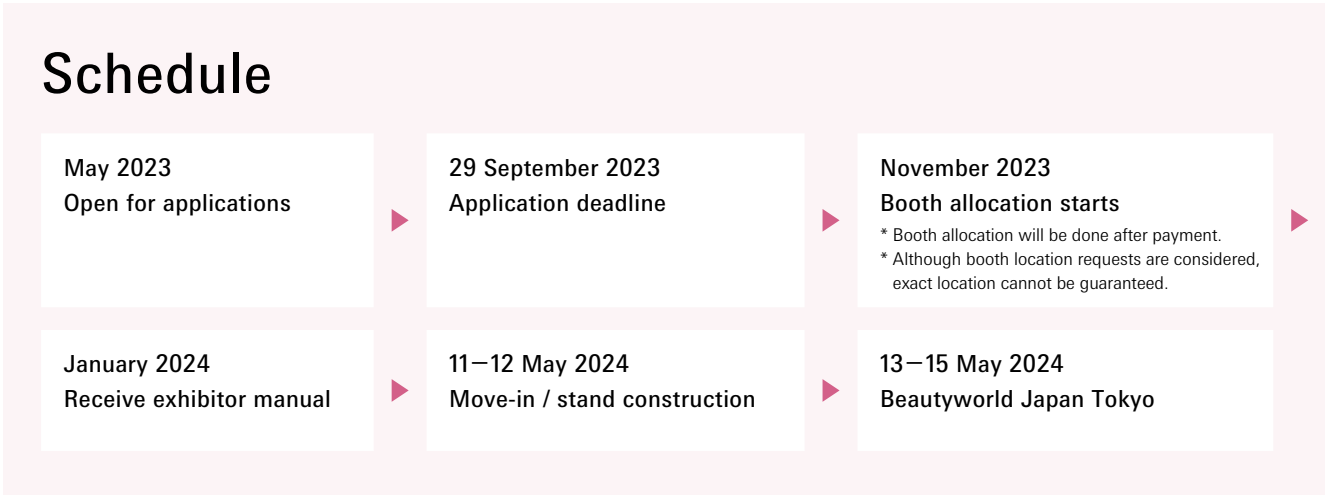 Schedule
May 2023
Open for applications
29 September 2023
Application deadline
November 2023
Booth allocation starts
* Booth allocation will be done after payment.
* Although booth location requests are considered,
exact location cannot be guaranteed.
January 2024
Receive exhibitor manual
11—12 May 2024
Move-in / stand construction
13—15 May 2024
Beautyworld Japan Tokyo